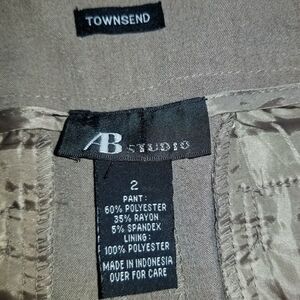 TOWNSEND
AB STUDIO
2
PANT:
60% POLYESTER
35% RAYON
5% SPANDEX
LINING:
100% POLYESTER
MADE IN INDONESIA
OVER FOR CARE